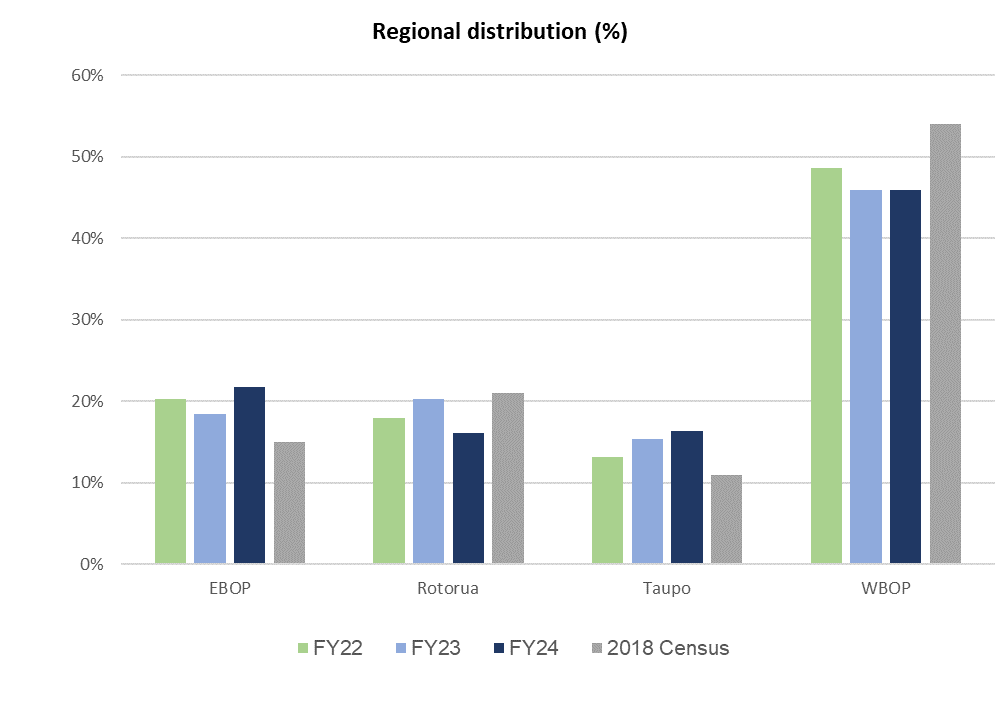 Regional distribution (%)
60%
50%
40%
30%
20%
10%
0%
EBOP Rotorua Taupo WBOP
FY22 FY23 FY24 2018 Census